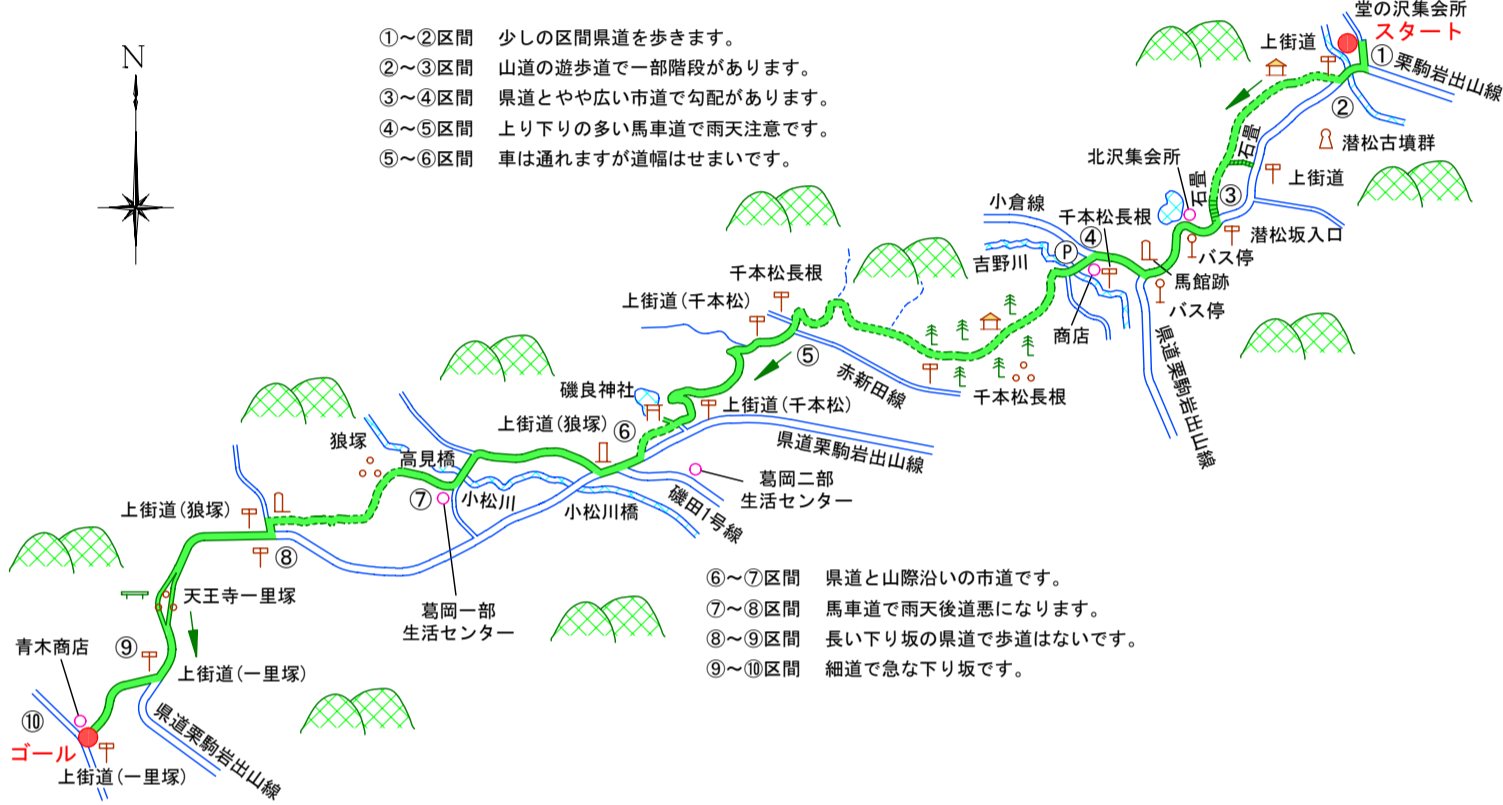 N
①～②区間 少しの区間県道を歩きます。
②～③区間 山道の遊歩道で一部階段があります。
③～④区間 県道とやや広い市道で勾配があります。
④～⑤区間 上り下りの多い馬車道で雨天注意です。
⑤～⑥区間 車は通れますが道幅はせまいです。
堂の沢集会所
スタート
上街道
①
栗駒岩出山線
②
潜松古墳群
石畳
上街道
北沢集会所
石畳
③
潜松坂入口
バス停
小倉線
千本松長根
④
P
吉野川
馬館跡
バス停
商店
県道栗駒岩出山線
千本松長根
千本松長根
上街道(千本松)
⑤
赤新田線
磯良神社
上街道(千本松)
上街道(狼塚)
⑥
県道栗駒岩出山線
葛岡二部
生活センター
磯田1号線
狼塚
高見橋
⑦
小松川
小松川橋
葛岡一部
生活センター
上街道(狼塚)
⑧
天王寺一里塚
青木商店
⑨
上街道(一里塚)
県道栗駒岩出山線
⑩
ゴール
上街道(一里塚)
⑥～⑦区間 県道と山際沿いの市道です。
⑦～⑧区間 馬車道で雨天後道悪になります。
⑧～⑨区間 長い下り坂の県道で歩道はないです。
⑨～⑩区間 細道で急な下り坂です。